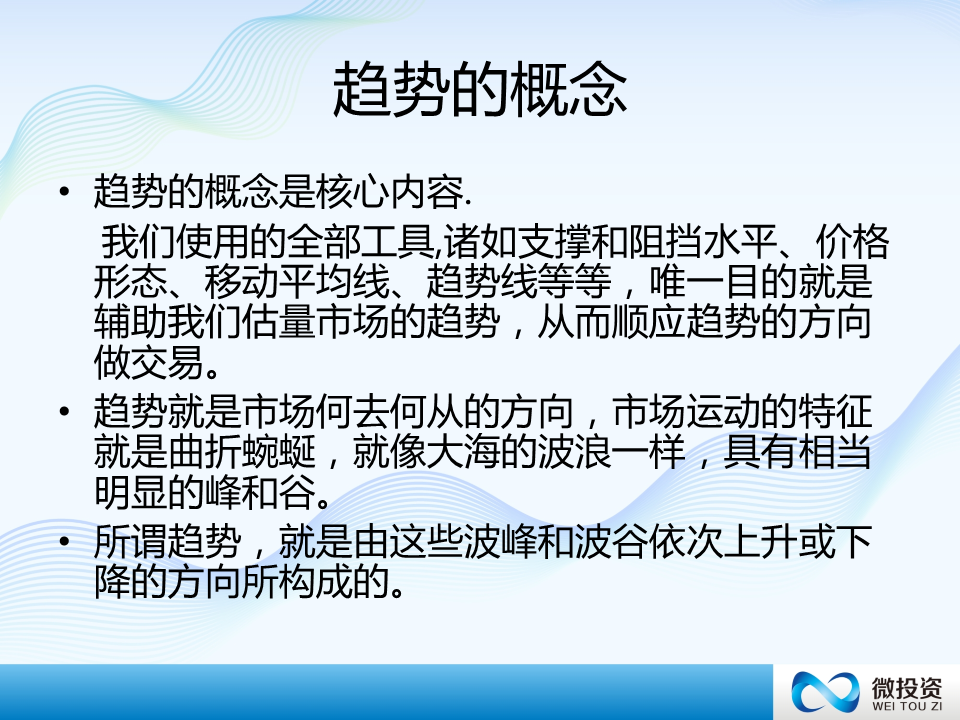 趋势的概念
• 趋势的概念是核心内容.
我们使用的全部工具,诸如支撑和阻挡水平、价格
形态、移动平均线、趋势线等等，唯一目的就是
辅助我们估量市场的趋势，从而顺应趋势的方向
做交易。
• 趋势就是市场何去何从的方向，市场运动的特征
就是曲折蜿蜒，就像大海的波浪一样，具有相当
明显的峰和谷。
• 所谓趋势，就是由这些波峰和波谷依次上升或下
降的方向所构成的。
微投资
WEI TOU ZI